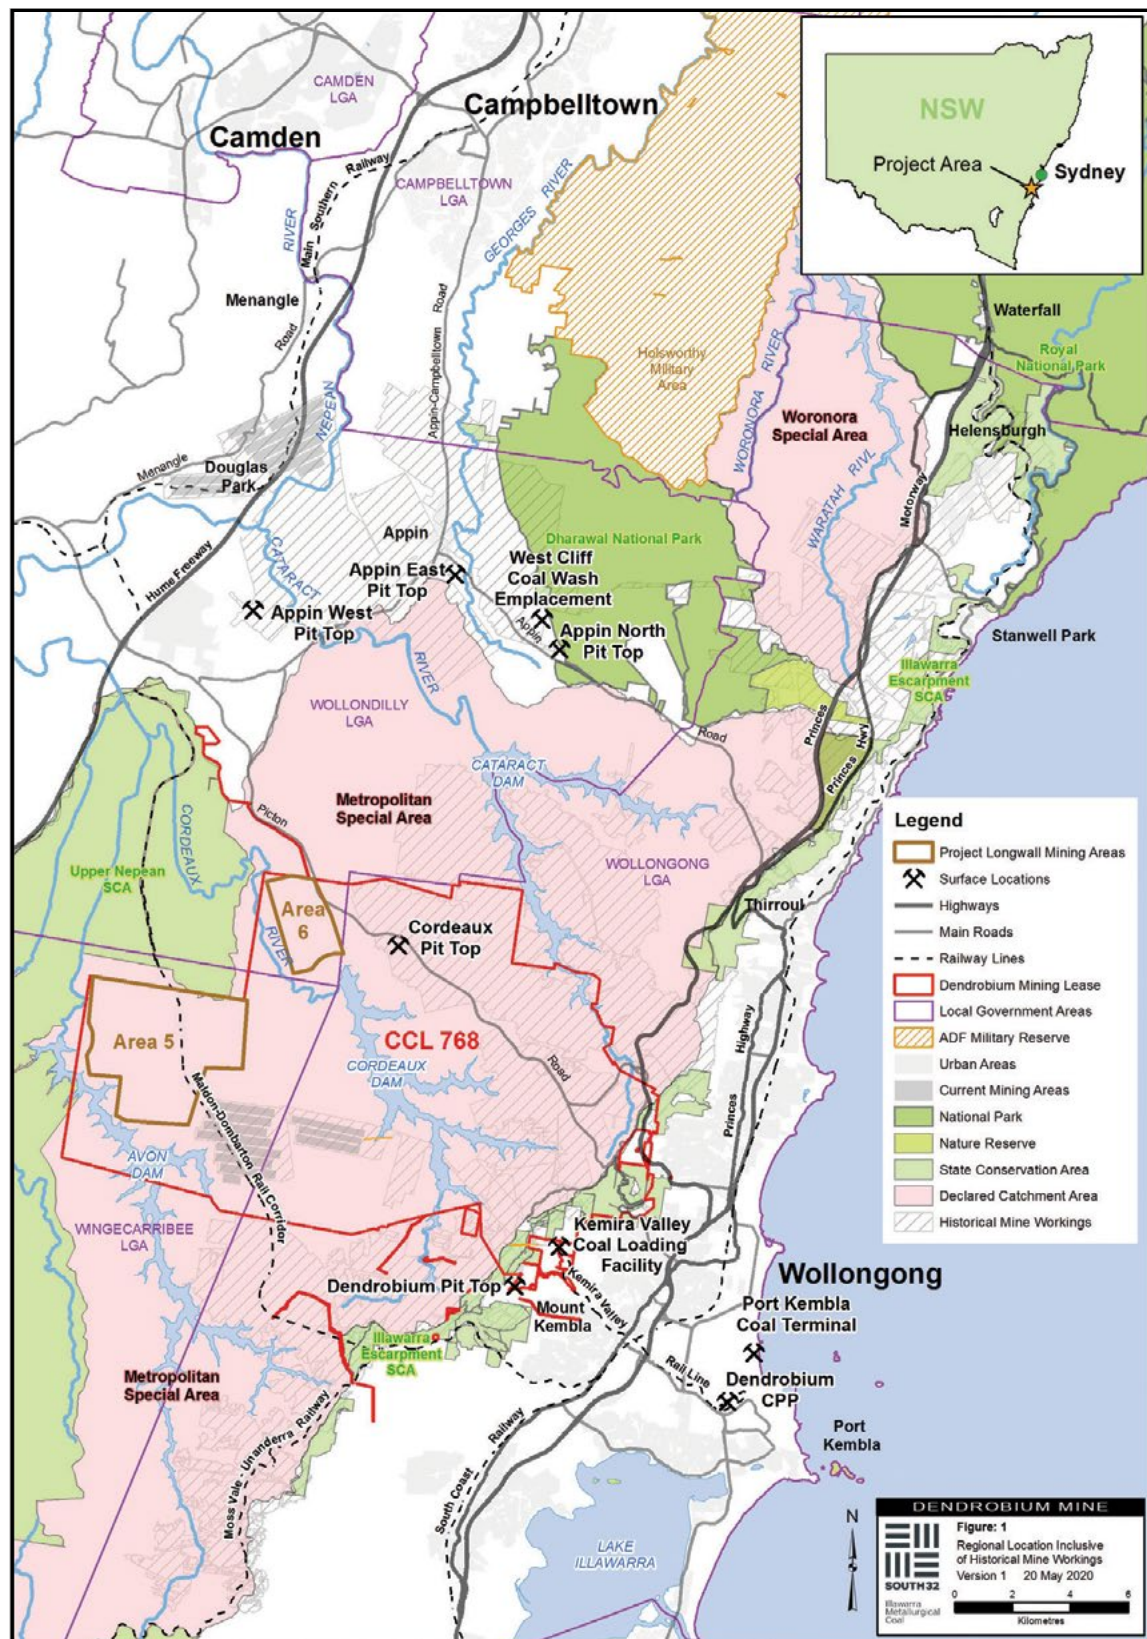 NSW
Project Area
Sydney
CAMDEN
LGA
Campbelltown
Camden
Main Southern Railway
CAMPBELLTOWN
LGA
GEORGES RIVER
RIVER
Menangle
Road
Appin-Campbelltown Road
NEPEAN
Holsworthy
Military
Area
WORONORA RIVER
Woronora
Special Area
Waterfall
Royal
National Park
Helensburgh
WARATAH RIVL
Motorway
Menangle
Douglas
Park
Hume Freeway
CATARACT
Appin
Dharawal National Park
Appin East
Pit Top
West Cliff
Coal Wash
Emplacement
Appin West
Pit Top
Appin
Appin North
Pit Top
Stanwell Park
Illawarra
Escarpment
SCA
RIVER
WOLLONDILLY
LGA
Road
Princes
Princes Hwy
CATARACT
DAM
Metropolitan
Special Area
CORDEAUX
Picton
Upper Nepean
SCA
WOLLONGONG
LGA
Area
6
RIVER
Cordeaux
Pit Top
Thirroul
Area 5
CCL 768
CORDEAUX
DAM
Road
Highway
Princes
Maldon-Dombarton Rail Corridor
AVON
DAM
WINGECARRIBEE
LGA
Kemira Valley
Coal Loading
Facility
Dendrobium Pit Top
Mount
Kembla
Kemira Valley
Rail Line
Wollongong
Port Kembla
Coal Terminal
Dendrobium
CPP
Illawarra
Escarpment
SCA
Metropolitan
Special Area
Moss Vale - Unanderra Railway
South Coast
Railway
Port
Kembla
LAKE
ILLAWARRA
Legend
Project Longwall Mining Areas
Surface Locations
Highways
Main Roads
Railway Lines
Dendrobium Mining Lease
Local Government Areas
ADF Military Reserve
Urban Areas
Current Mining Areas
National Park
Nature Reserve
State Conservation Area
Declared Catchment Area
Historical Mine Workings
N
DENDROBIUM MINE
Figure: 1
Regional Location Inclusive
of Historical Mine Workings
Version 1 20 May 2020
SOUTH32
Illawarra
Metallurgical
Coal
0 2 4 6
Kilometres